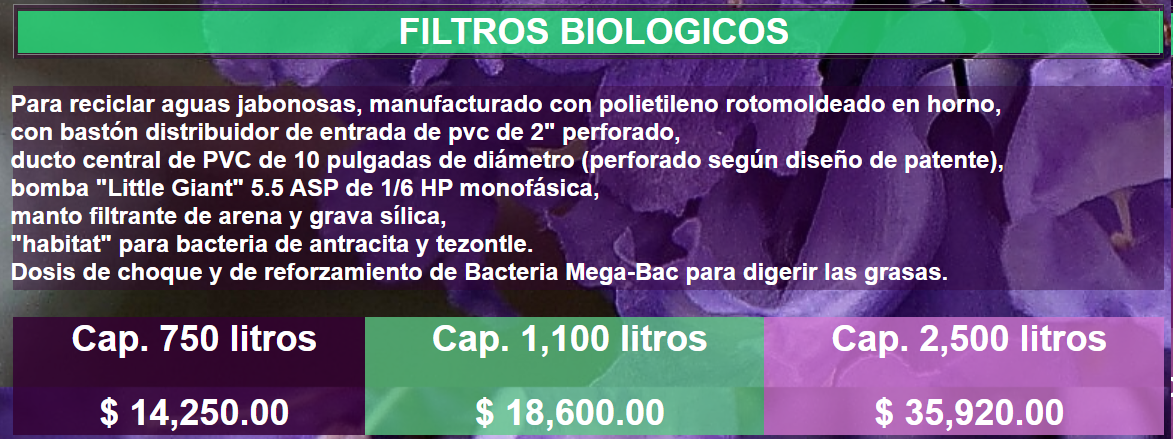 FILTROS BIOLOGICOS
Para reciclar aguas jabonosas, manufacturado con polietileno rotomoldeado en horno,
con bastón distribuidor de entrada de pvc de 2" perforado,
ducto central de PVC de 10 pulgadas de diámetro (perforado según diseño de patente),
bomba "Little Giant" 5.5 ASP de 1/6 HP monofásica,
manto filtrante de arena y grava sílica,
"habitat" para bacteria de antracita y tezontle.
Dosis de choque y de reforzamiento de Bacteria Mega-Bac para digerir las grasas.
Cap. 750 litros Cap. 1,100 litros Cap. 2,500 litros
$ 14,250.00 $ 18,600.00 $ 35,920.00